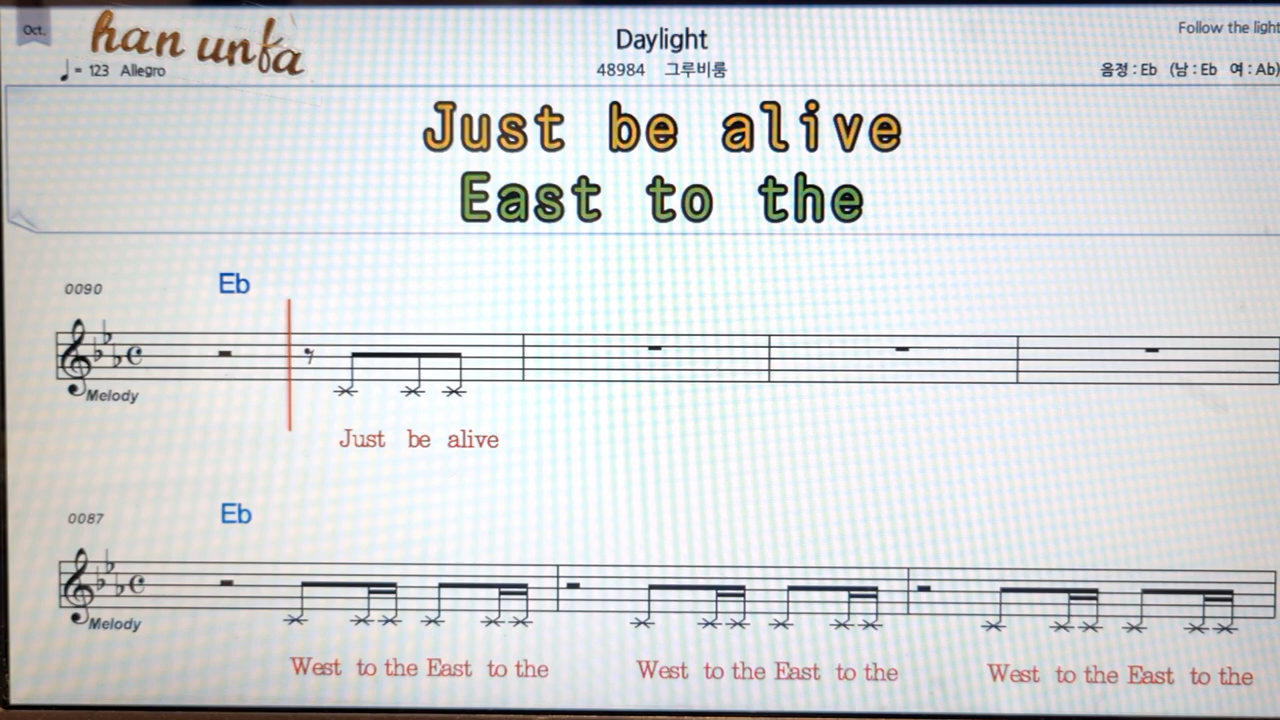 Oct.
han unfa
Daylight
Follow the light
♩= 123 Allegro
48984 그루비룸
음정 : Eb (남 : Eb 여 : Ab)
Just be alive
East to the
0090
Eb
Melody
Just be alive
0087
Eb
Melody
West to the East to the West to the East to the West to the East to the